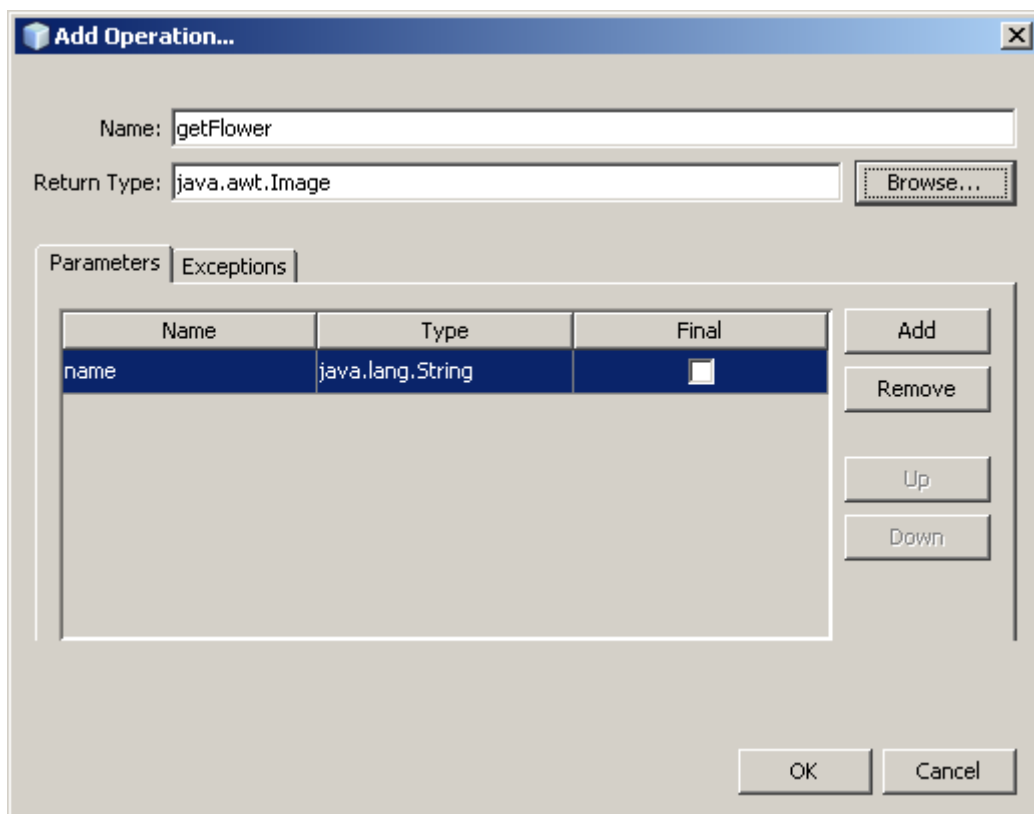 Add Operation...
Name: getFlower
Return Type: java.awt.Image Browse...
Parameters Exceptions
Name Type Final Add
name java.lang.String
Remove
Up
Down
OK Cancel